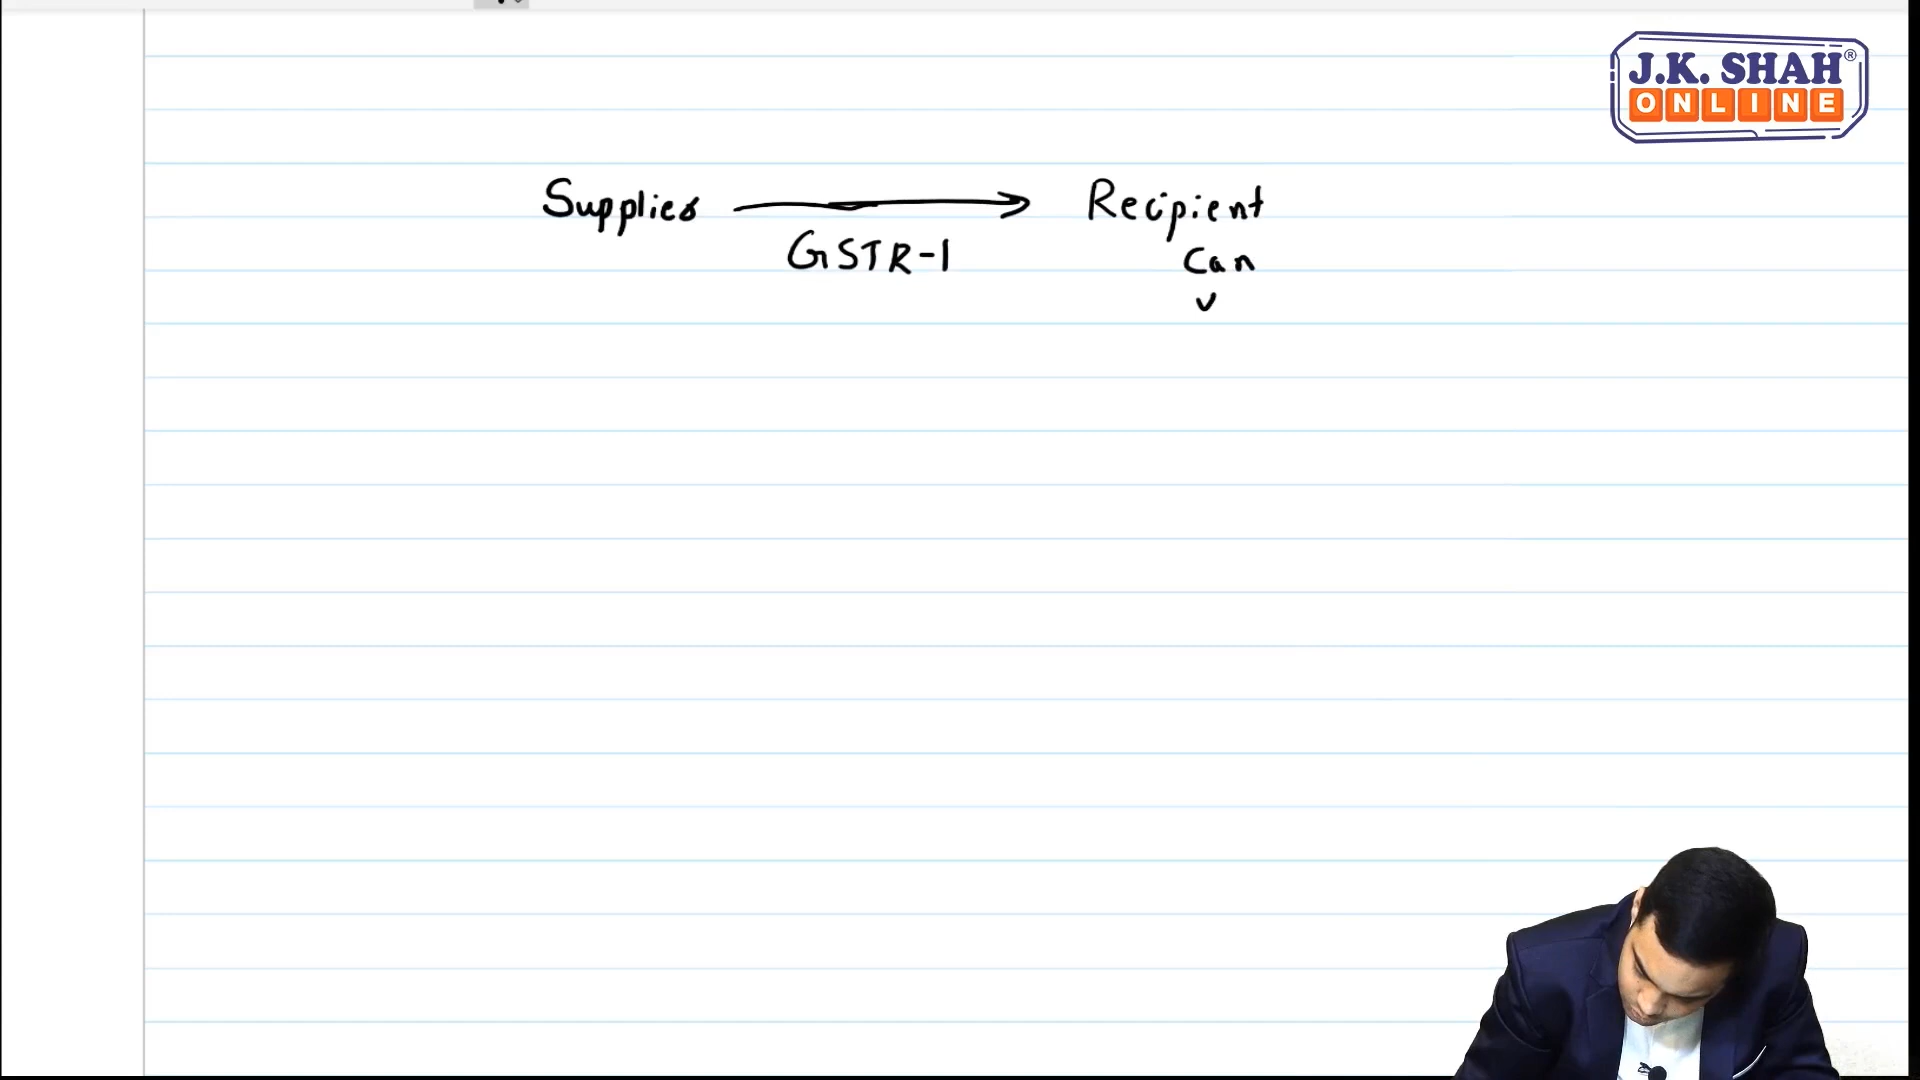 J.K. SHAH®
ONLINE
Supplier → Recipient
GSTR-1
Can
v